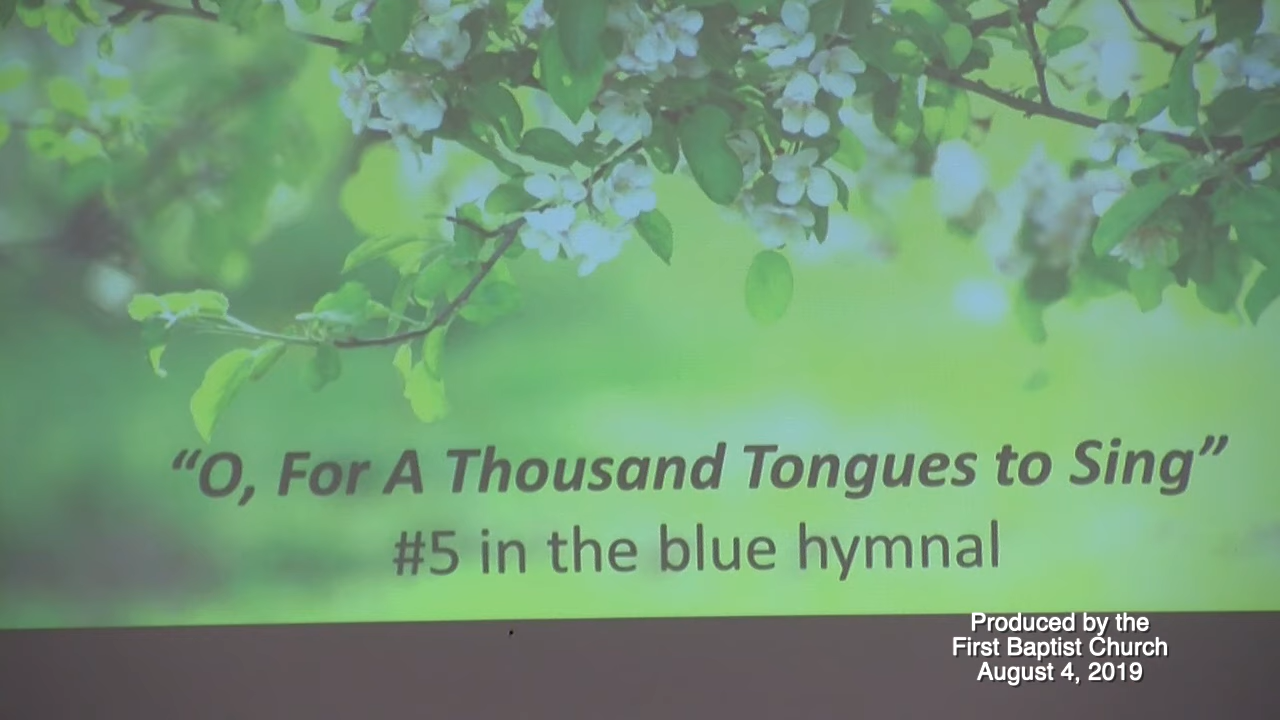 “O, For A Thousand Tongues to Sing”
#5 in the blue hymnal
Produced by the
First Baptist Church
August 4, 2019